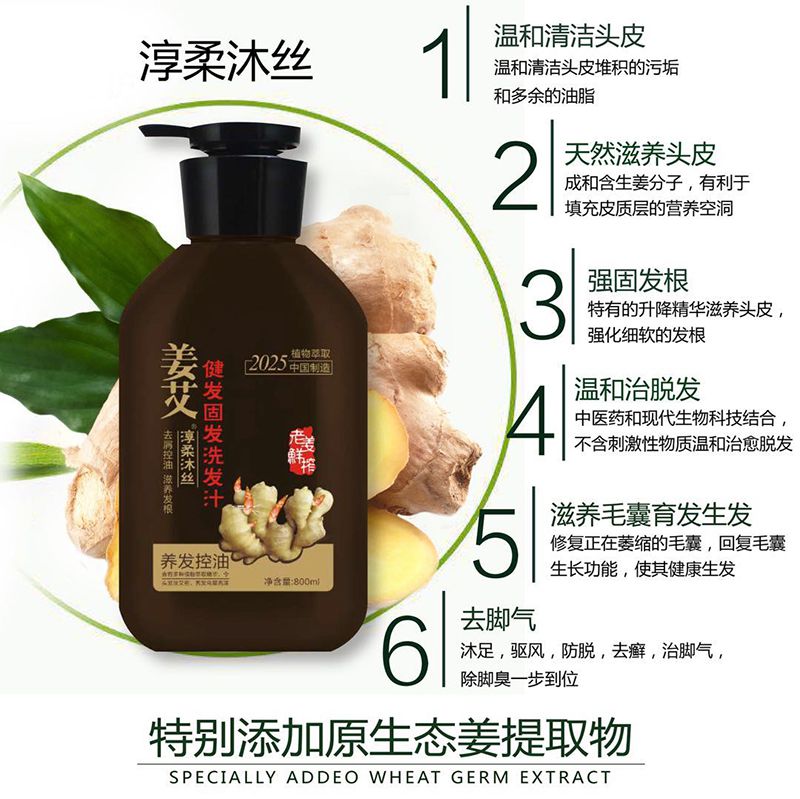 淳柔沐丝
1
温和清洁头皮
温和清洁头皮堆积的污垢
和多余的油脂
2
天然滋养头皮
成和含生姜分子，有利于
填充皮质层的营养空洞
3
强固发根
特有的升降精华滋养头皮，
强化细软的发根
4
温和治脱发
中医药和现代生物科技结合，
不含刺激性物质温和治愈脱发
5
滋养毛囊育发生发
修复正在萎缩的毛囊，回复毛囊
生长功能，使其健康生发
6
去脚气
沐足，驱风，防脱，去癣，治脚气，
除脚臭一步到位
姜艾
健发固发洗发汁
®淳柔沐丝
去屑控油 滋养发根
2025
植物萃取
中国制造
老姜
鲜榨
养发控油
净含量:800ml
特别添加原生态姜提取物
SPECIALLY ADDEO WHEAT GERM EXTRACT